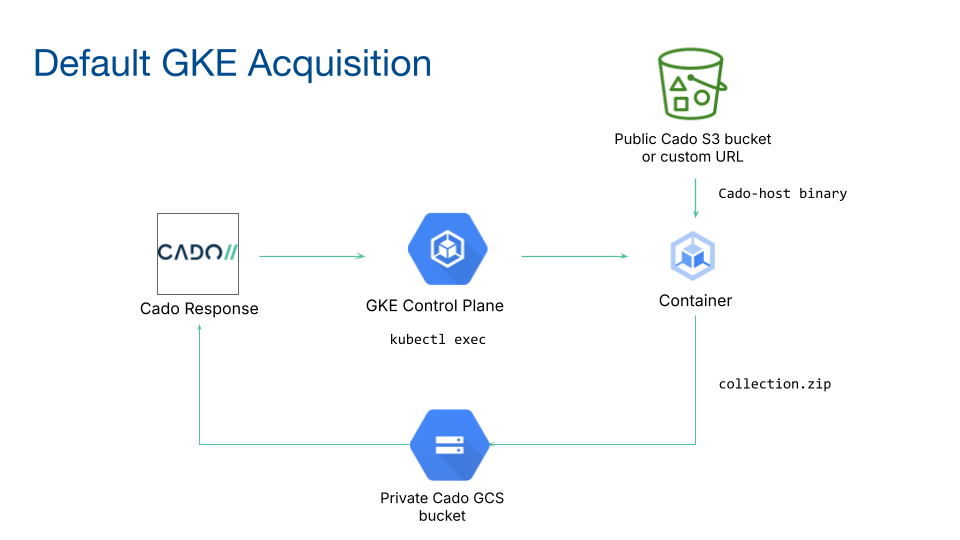 Default GKE Acquisition
Public Cado S3 bucket
or custom URL
Cado-host binary
CADO//
Cado Response
GKE Control Plane
kubectl exec
Container
collection.zip
Private Cado GCS
bucket